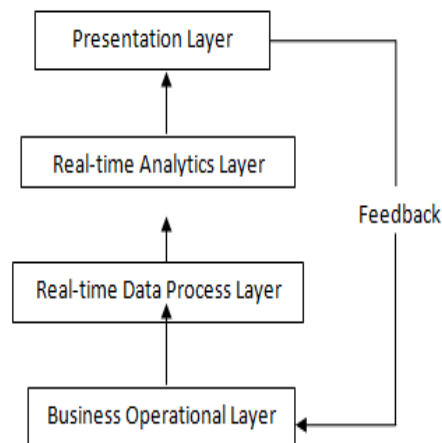 Presentation Layer
Real-time Analytics Layer
Feedback
Real-time Data Process Layer
Business Operational Layer